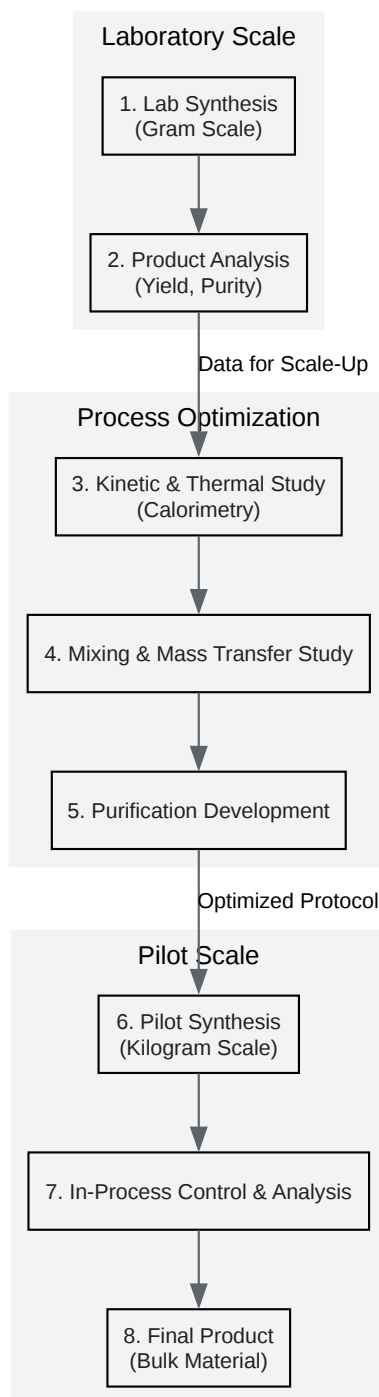 Laboratory Scale
1. Lab Synthesis
(Gram Scale)
2. Product Analysis
(Yield, Purity)
Data for Scale-Up
Process Optimization
3. Kinetic & Thermal Study
(Calorimetry)
4. Mixing & Mass Transfer Study
5. Purification Development
Optimized Protocol
Pilot Scale
6. Pilot Synthesis
(Kilogram Scale)
7. In-Process Control & Analysis
8. Final Product
(Bulk Material)